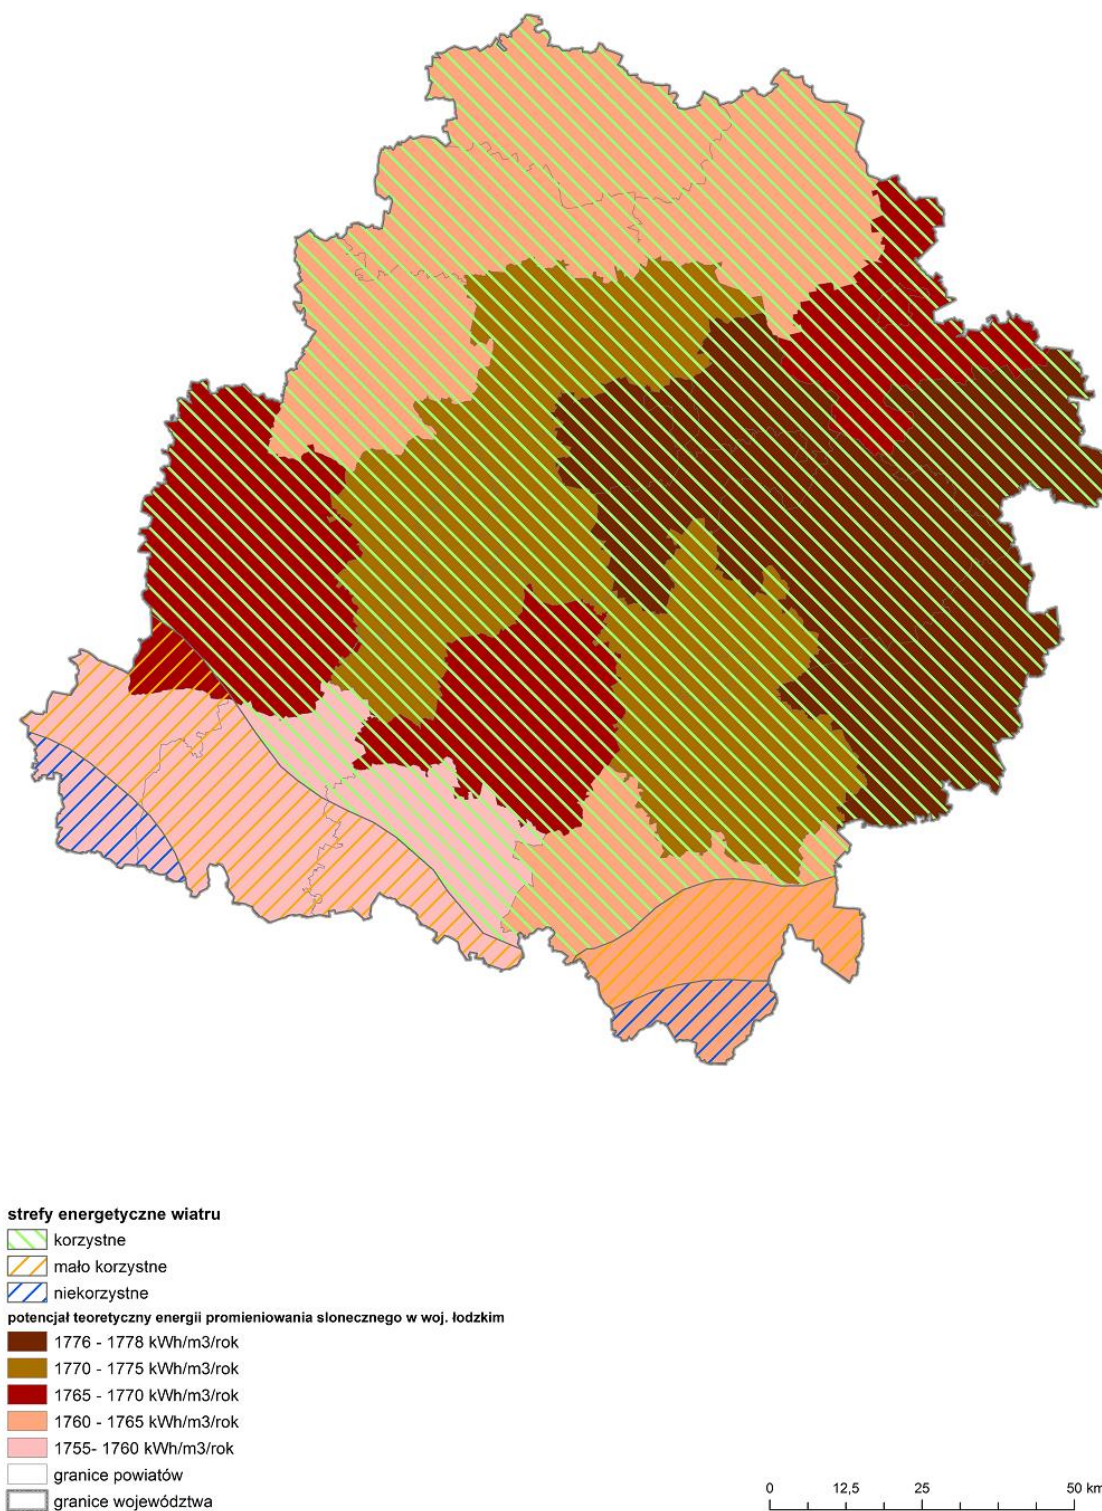 strefy energetyczne wiatru
korzystne
mało korzystne
niekorzystne
potencjał teoretyczny energii promieniowania slonecznego w woj. łodzkim
1776 - 1778 kWh/m3/rok
1770 - 1775 kWh/m3/rok
1765 - 1770 kWh/m3/rok
1760 - 1765 kWh/m3/rok
1755- 1760 kWh/m3/rok
granice powiatów
granice województwa
0 12,5 25 50 km